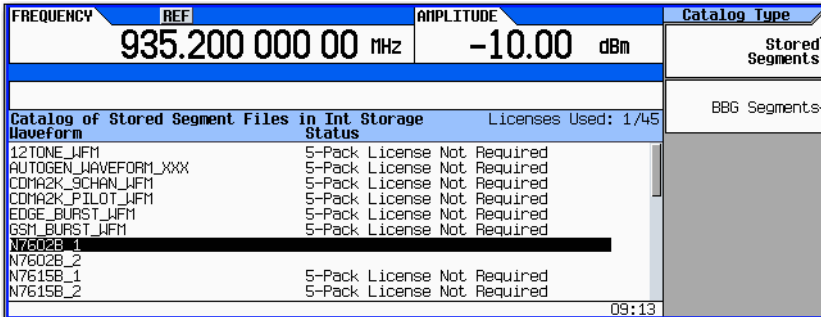 FREQUENCY REF AMPLITUDE Catalog Type
935.200 000 00 MHz -10.00 dBm
Stored
Segments
BBG Segments
Catalog of Stored Segment Files in Int Storage Licenses Used: 1/45
Waveform Status
12TONE_WFM 5-Pack License Not Required
AUTOGEN_WAVEFORM_XXX 5-Pack License Not Required
CDMA2K_9CHAN_WFM 5-Pack License Not Required
CDMA2K_PILOT_WFM 5-Pack License Not Required
EDGE_BURST_WFM 5-Pack License Not Required
GSM_BURST_WFM 5-Pack License Not Required
N7602B_1
N7602B_2
N7615B_1 5-Pack License Not Required
N7615B_2 5-Pack License Not Required
09:13